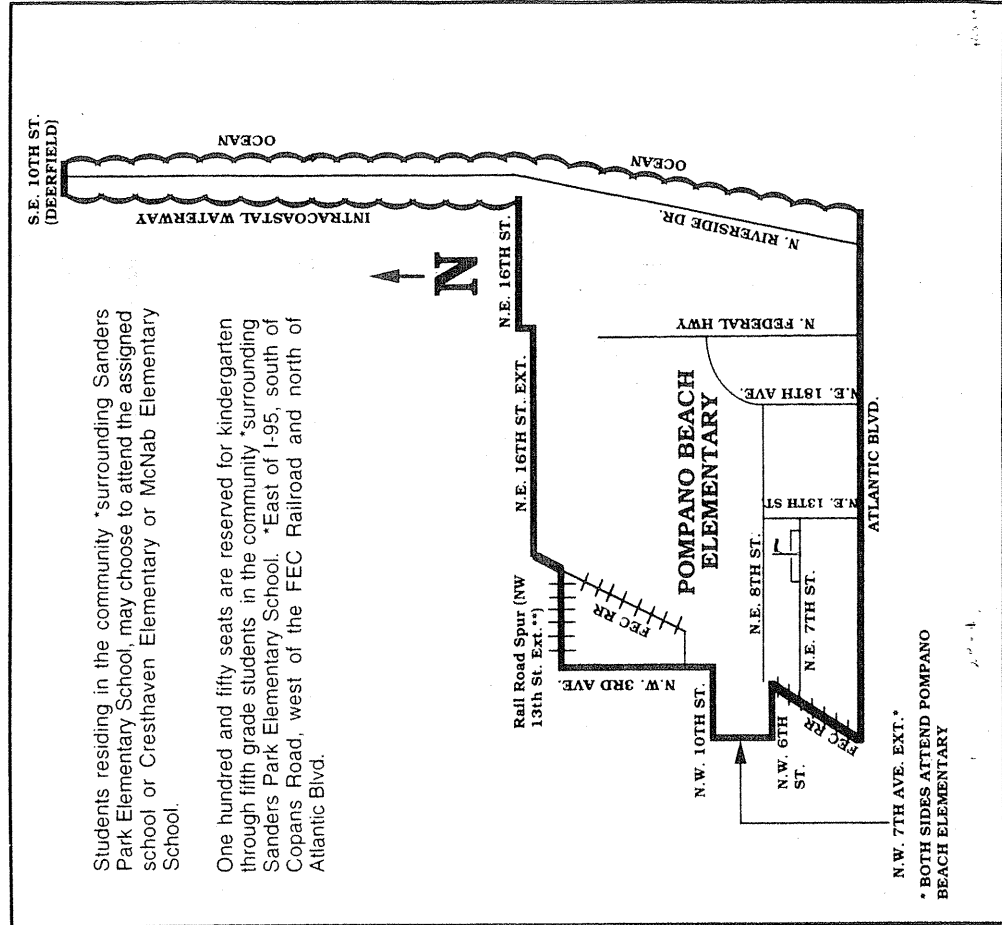 S.E. 10TH ST.
(DEERFIELD)
OCEAN
INTRACOASTAL WATERWAY
OCEAN
N. RIVERSIDE DR.
Students residing in the community *surrounding Sanders
Park Elementary School, may choose to attend the assigned
school or Cresthaven Elementary or McNab Elementary
School.
One hundred and fifty seats are reserved for kindergarten
through fifth grade students in the community *surrounding
Sanders Park Elementary School. *East of I-95, south of
Copans Road, west of the FEC Railroad and north of
Atlantic Blvd.
N
N.E. 16TH ST.
N.E. 16TH ST. EXT.
Rail Road Spur (NW
13th St. Ext.**)
FEC RR
N.W. 3RD AVE.
N.W. 10TH ST.
N.W. 6TH
ST.
FEC RR
POMPANO BEACH
ELEMENTARY
N. FEDERAL HWY
N.E. 18TH AVE.
N.E. 13TH ST.
N.E. 8TH ST.
N.E. 7TH ST.
ATLANTIC BLVD.
N.W. 7TH AVE. EXT.*
* BOTH SIDES ATTEND POMPANO
BEACH ELEMENTARY